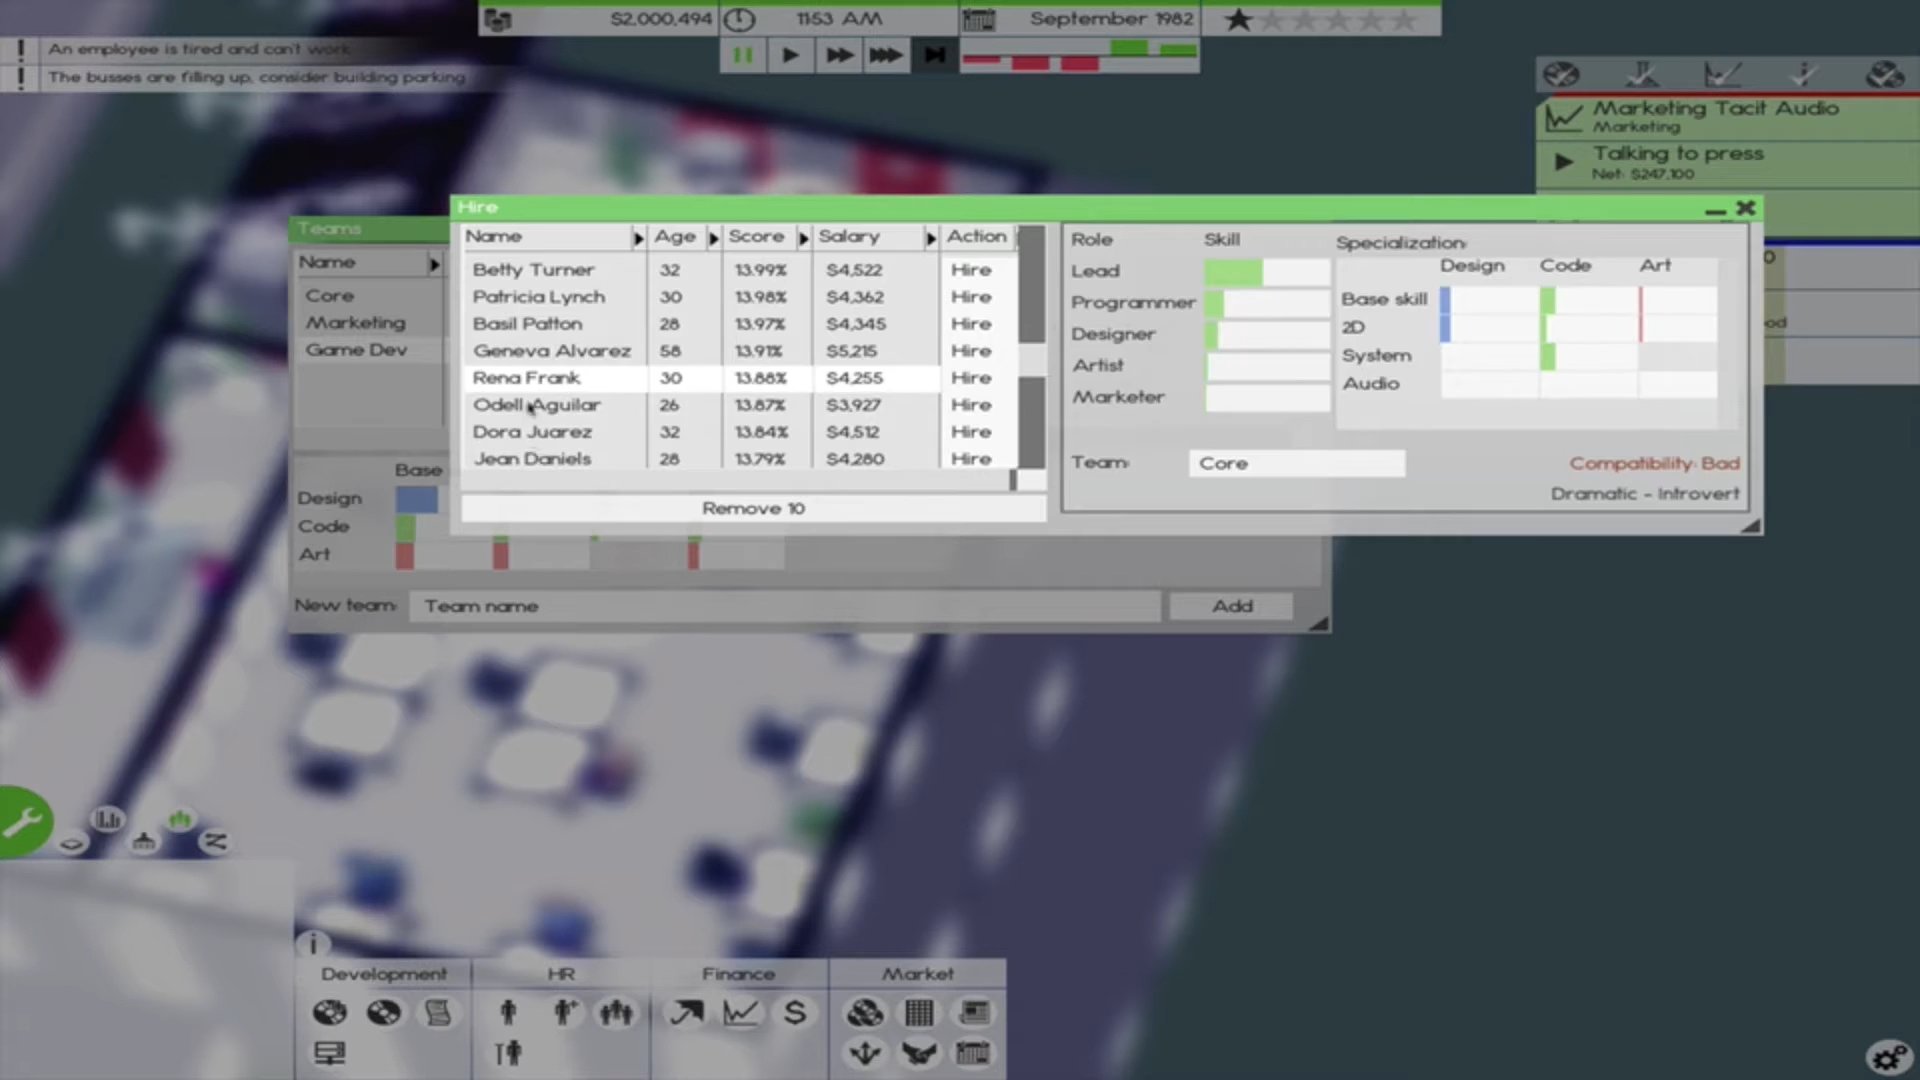 $2,000,494
1153 AM
September 1982
An employee is tired and can't work
The busses are filling up, consider building parking
Marketing Tacit Audio
Marketing
Talking to press
Net: $247,100
Hire
Name Age Score Salary Action
Betty Turner 32 13.99% $4,522 Hire
Patricia Lynch 30 13.98% $4,362 Hire
Basil Patton 28 13.97% $4,345 Hire
Geneva Alvarez 58 13.91% $5,215 Hire
Rena Frank 30 13.88% $4,255 Hire
Odell Aguilar 26 13.87% $3,927 Hire
Dora Juarez 32 13.84% $4,512 Hire
Jean Daniels 28 13.79% $4,280 Hire
Remove 10
Role Skill
Lead
Programmer
Designer
Artist
Marketer
Specialization:
Design Code Art
Base skill
2D
System
Audio
Team: Core
Compatibility: Bad
Dramatic - Introvert
Teams
Name
Core
Marketing
Game Dev
Base
Design
Code
Art
New team: Team name Add
Development HR Finance Market